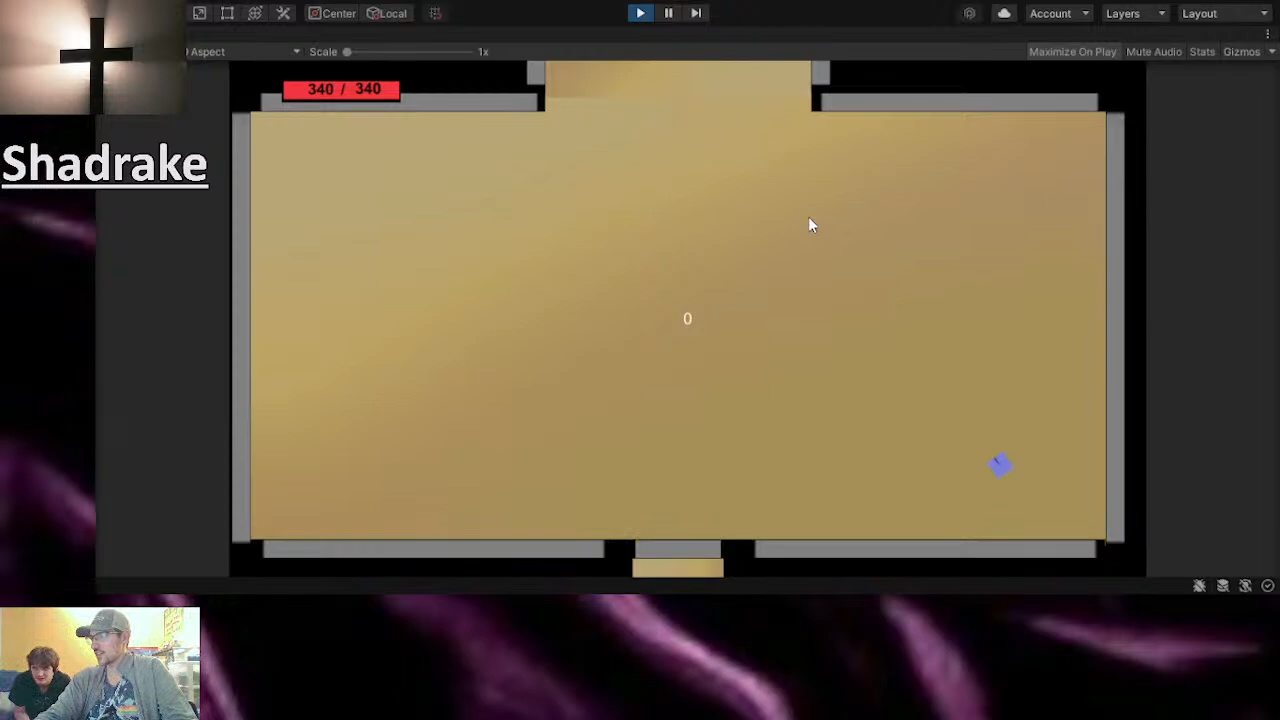 Center Local Account Layers Layout
Aspect Scale 1x Maximize On Play Mute Audio Stats Gizmos
340 / 340
Shadrake
0